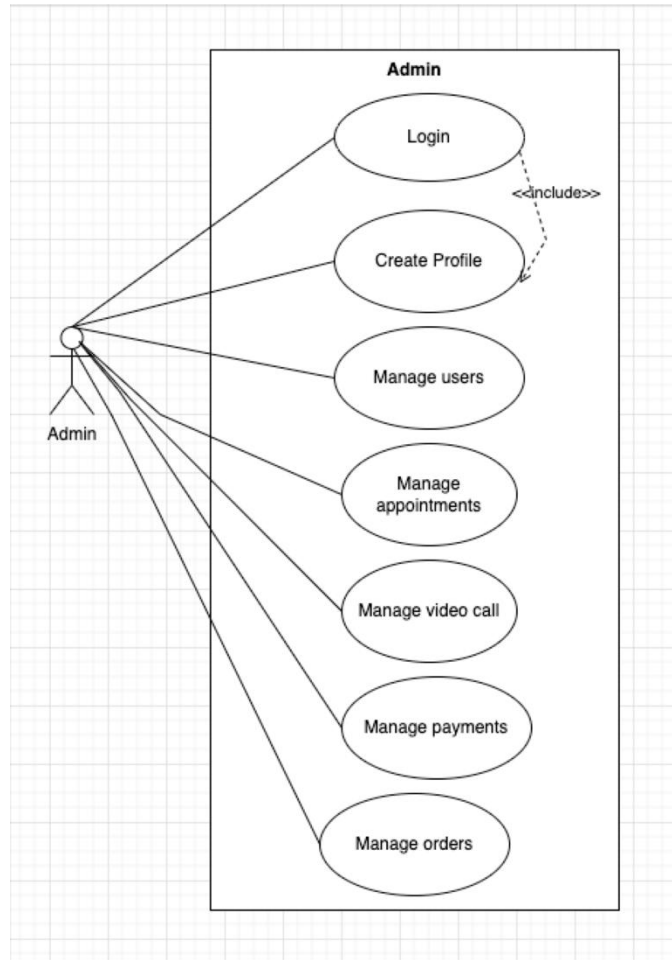 Admin
Login
<<include>>
Create Profile
Manage users
Admin
Manage
appointments
Manage video call
Manage payments
Manage orders